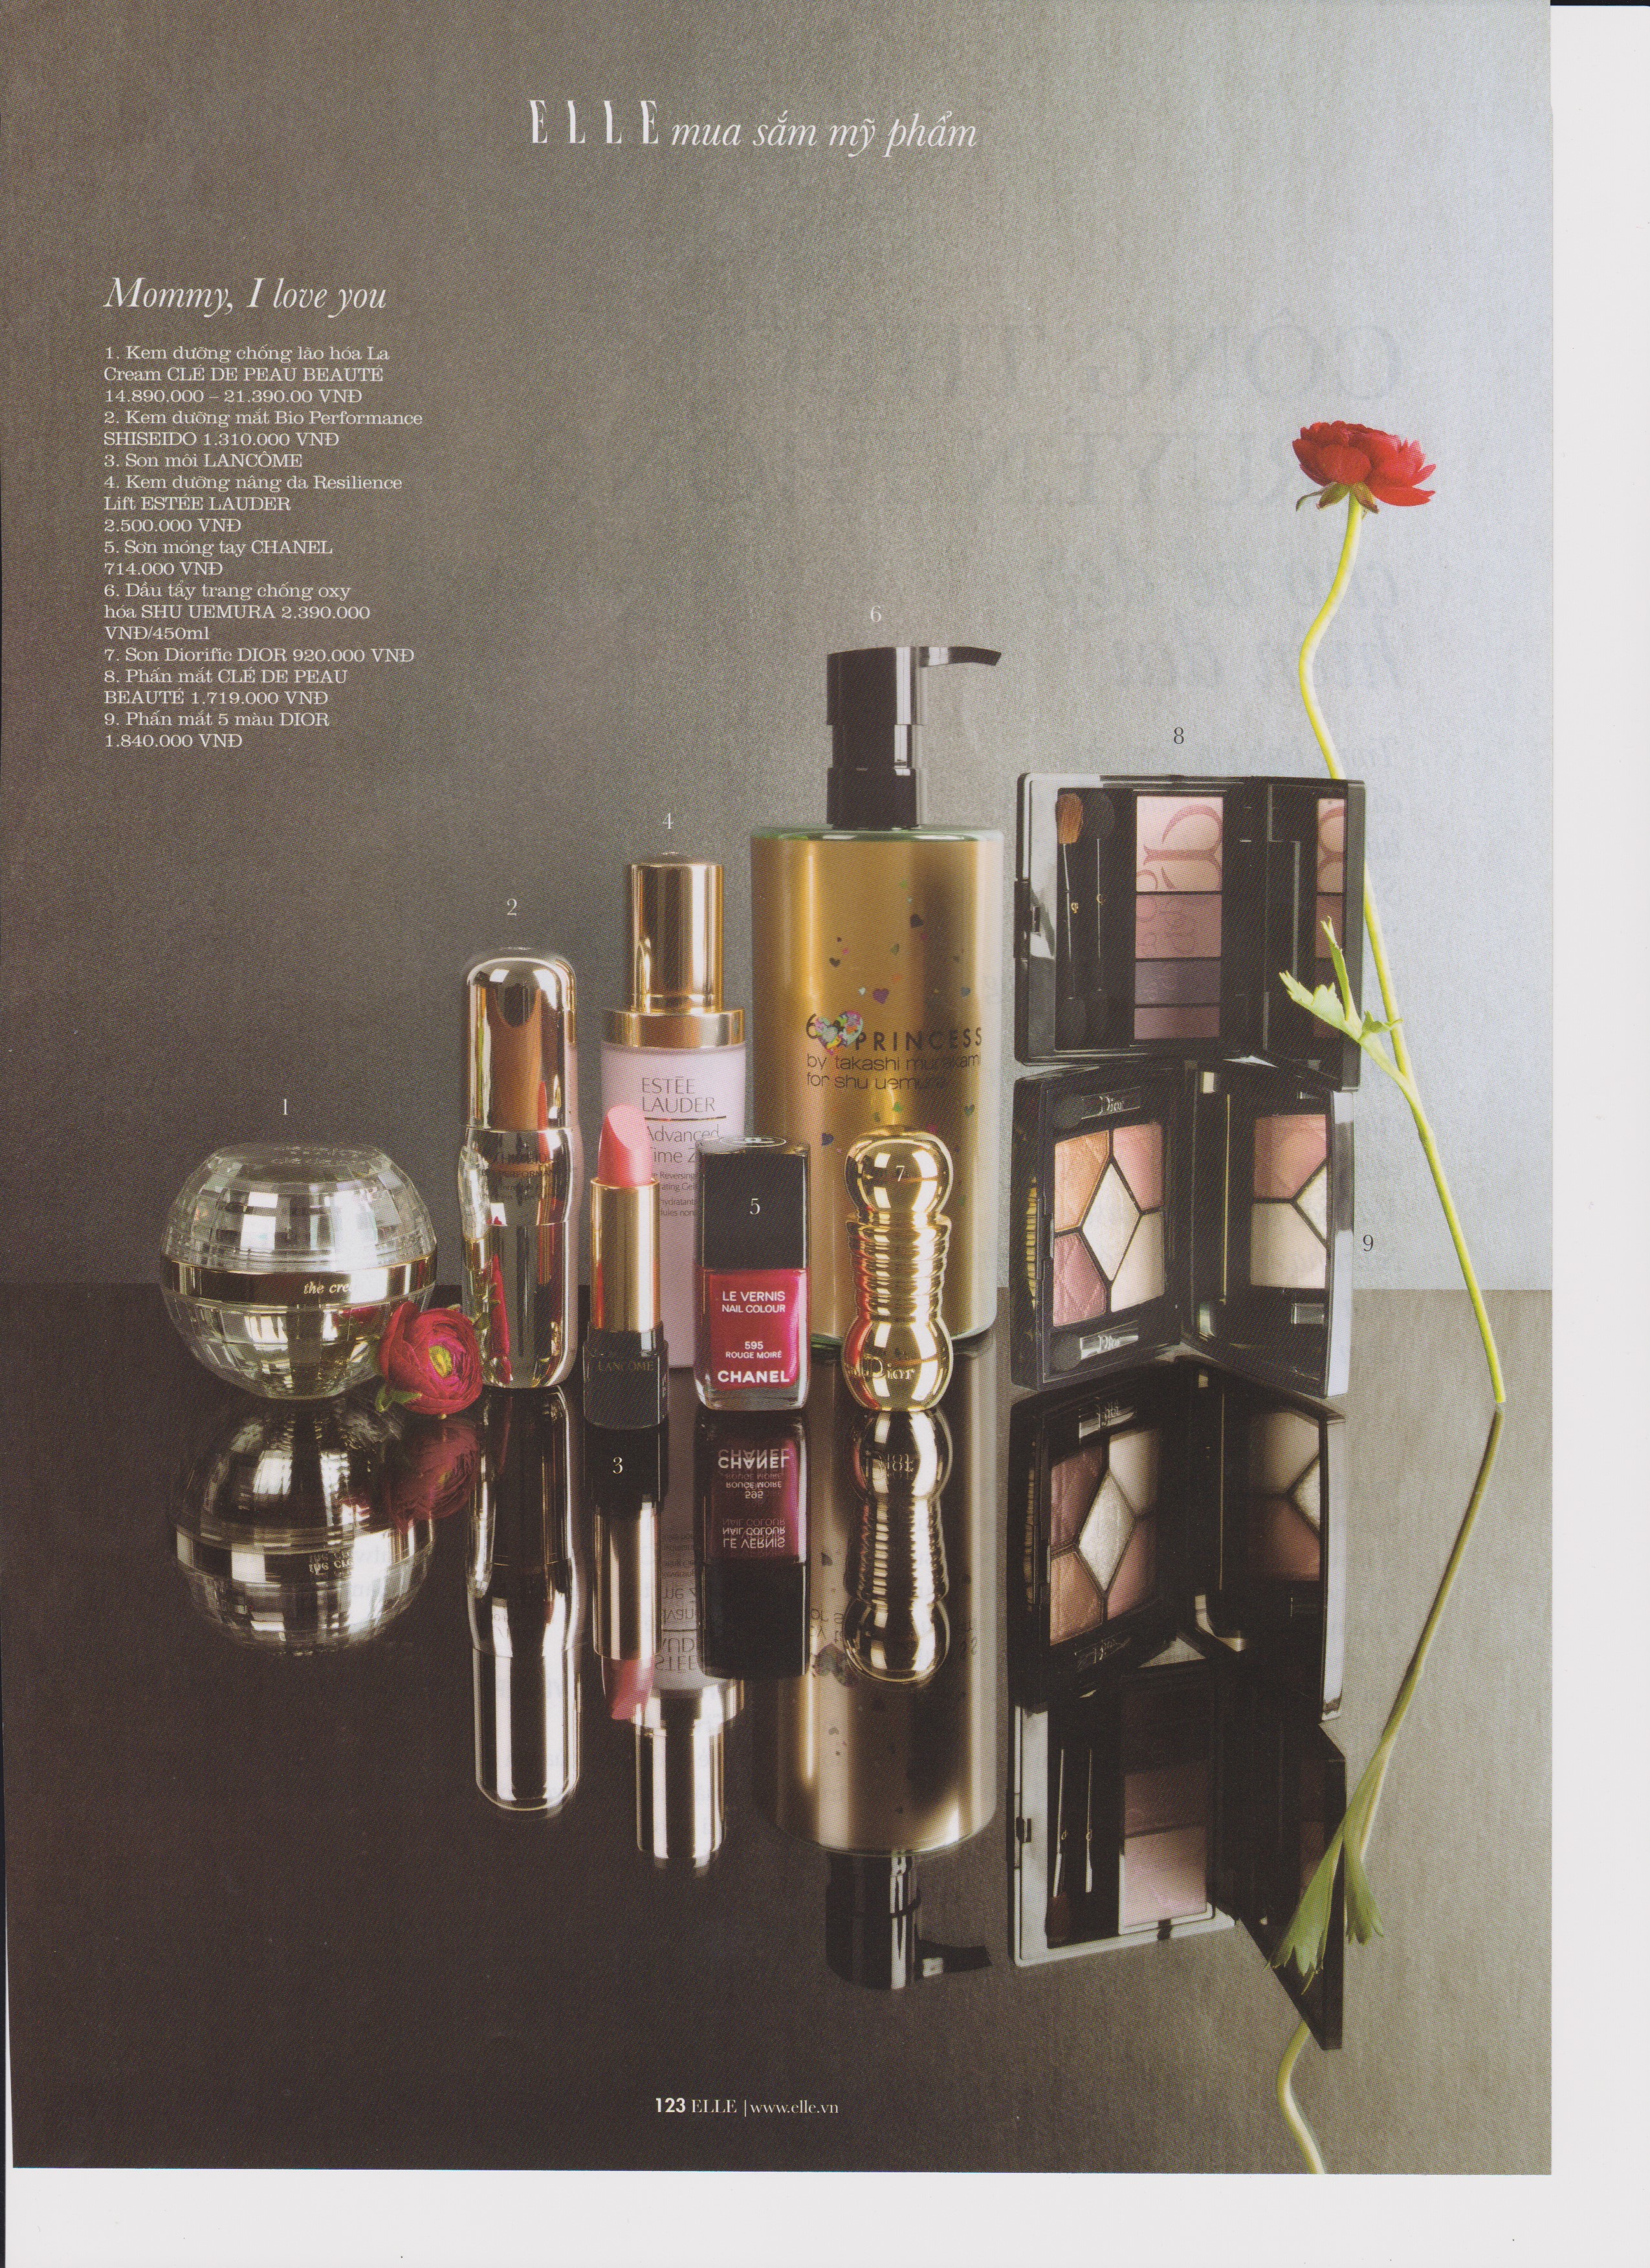 ELLE mua sắm mỹ phẩm
Mommy, I love you
1. Kem dưỡng chống lão hóa La
Cream CLÉ DE PEAU BEAUTÉ
14.890.000 – 21.390.00 VNĐ
2. Kem dưỡng mắt Bio Performance
SHISEIDO 1.310.000 VNĐ
3. Son môi LANCÔME
4. Kem dưỡng nâng da Resilience
Lift ESTÉE LAUDER
2.500.000 VNĐ
5. Sơn móng tay CHANEL
714.000 VNĐ
6. Dầu tẩy trang chống oxy
hóa SHU UEMURA 2.390.000
VNĐ/450ml
7. Son Diorific DIOR 920.000 VNĐ
8. Phấn mắt CLÉ DE PEAU
BEAUTÉ 1.719.000 VNĐ
9. Phấn mắt 5 màu DIOR
1.840.000 VNĐ
6
8
4
2
6 PRINCESS
by takashi murakami
for shu uemura
ESTĒE
LAUDER
Advanced
Time Z
1
Dior
7
5
9
the cre
LE VERNIS
NAIL COLOUR
595
ROUGE MOIRÉ
CHANEL
LANCÔME
Dior
Dior
3
123 ELLE | www.elle.vn